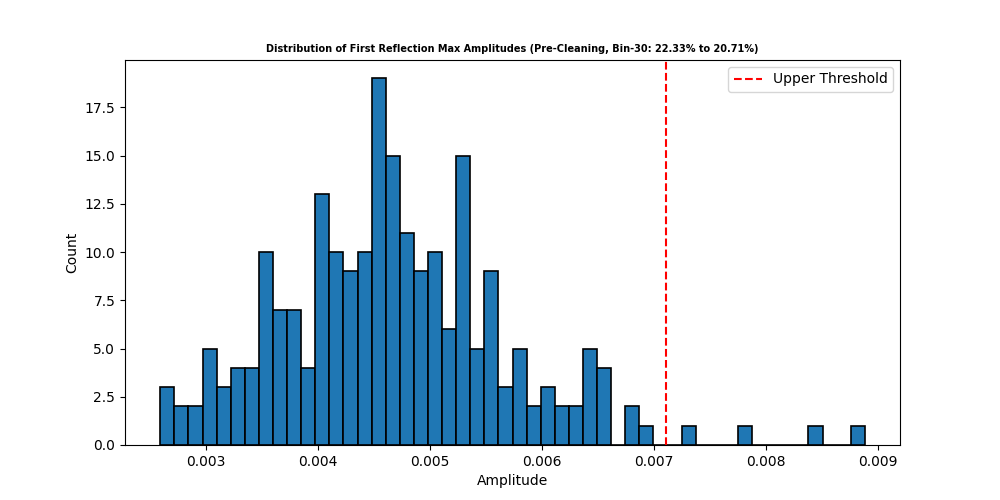 Distribution of First Reflection Max Amplitudes (Pre-Cleaning, Bin-30: 22.33% to 20.71%)
Upper Threshold
17.5
15.0
12.5
10.0
7.5
5.0
2.5
0.0
Count
0.003 0.004 0.005 0.006 0.007 0.008 0.009
Amplitude